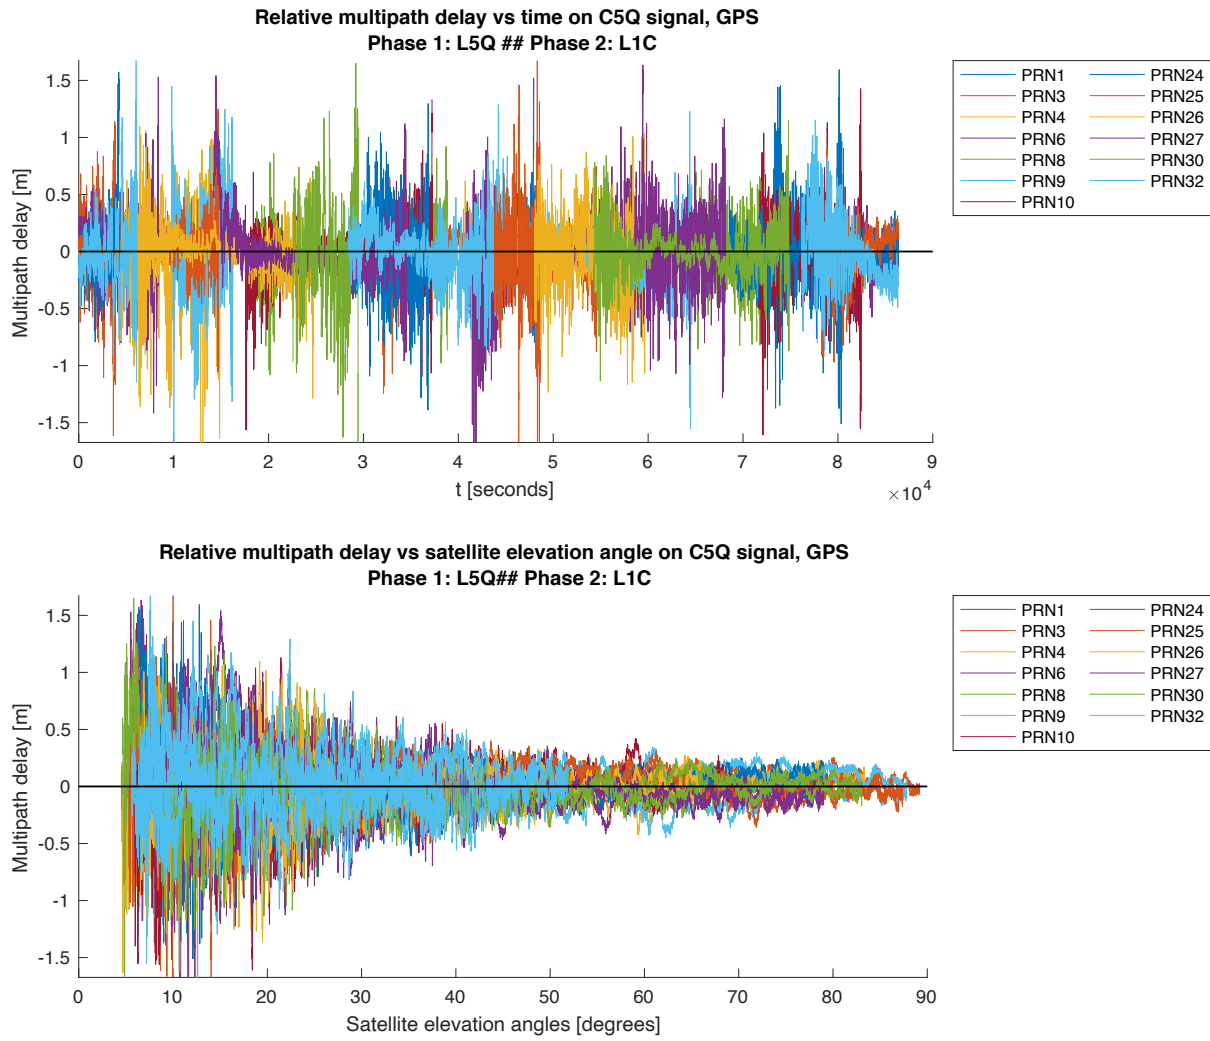 Relative multipath delay vs time on C5Q signal, GPS
Phase 1: L5Q ## Phase 2: L1C
Multipath delay [m]
1.5
1
0.5
0
-0.5
-1
-1.5
0 1 2 3 4 5 6 7 8 9
t [seconds]
×10^4
PRN1 PRN24
PRN3 PRN25
PRN4 PRN26
PRN6 PRN27
PRN8 PRN30
PRN9 PRN32
PRN10
Relative multipath delay vs satellite elevation angle on C5Q signal, GPS
Phase 1: L5Q## Phase 2: L1C
Multipath delay [m]
1.5
1
0.5
0
-0.5
-1
-1.5
0 10 20 30 40 50 60 70 80 90
Satellite elevation angles [degrees]
PRN1 PRN24
PRN3 PRN25
PRN4 PRN26
PRN6 PRN27
PRN8 PRN30
PRN9 PRN32
PRN10